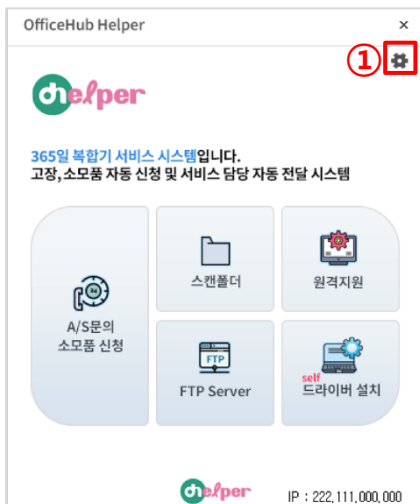 OfficeHub Helper ×
①
ohelper
365일 복합기 서비스 시스템입니다.
고장,소모품 자동 신청 및 서비스 담당 자동 전달 시스템
A/S문의
소모품 신청
스캔폴더
원격지원
FTP
FTP Server
self
드라이버 설치
ohelper
IP : 222,111,000,000